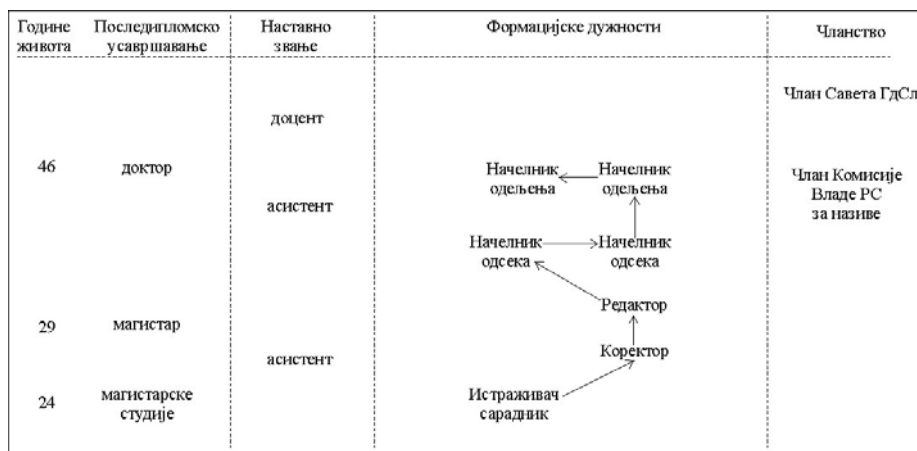 Године живота
Последипломско усавршавање
Наставно звање
Формацијске дужности
Чланство
Члан Савета ГдСл
доцент
46
доктор
Начелник одељења
Начелник одељења
Члан Комисије
Владе РС
за називе
асистент
Начелник одсека
Начелник одсека
Редактор
29
магистар
Коректор
асистент
24
магистарске студије
Истраживач сарадник